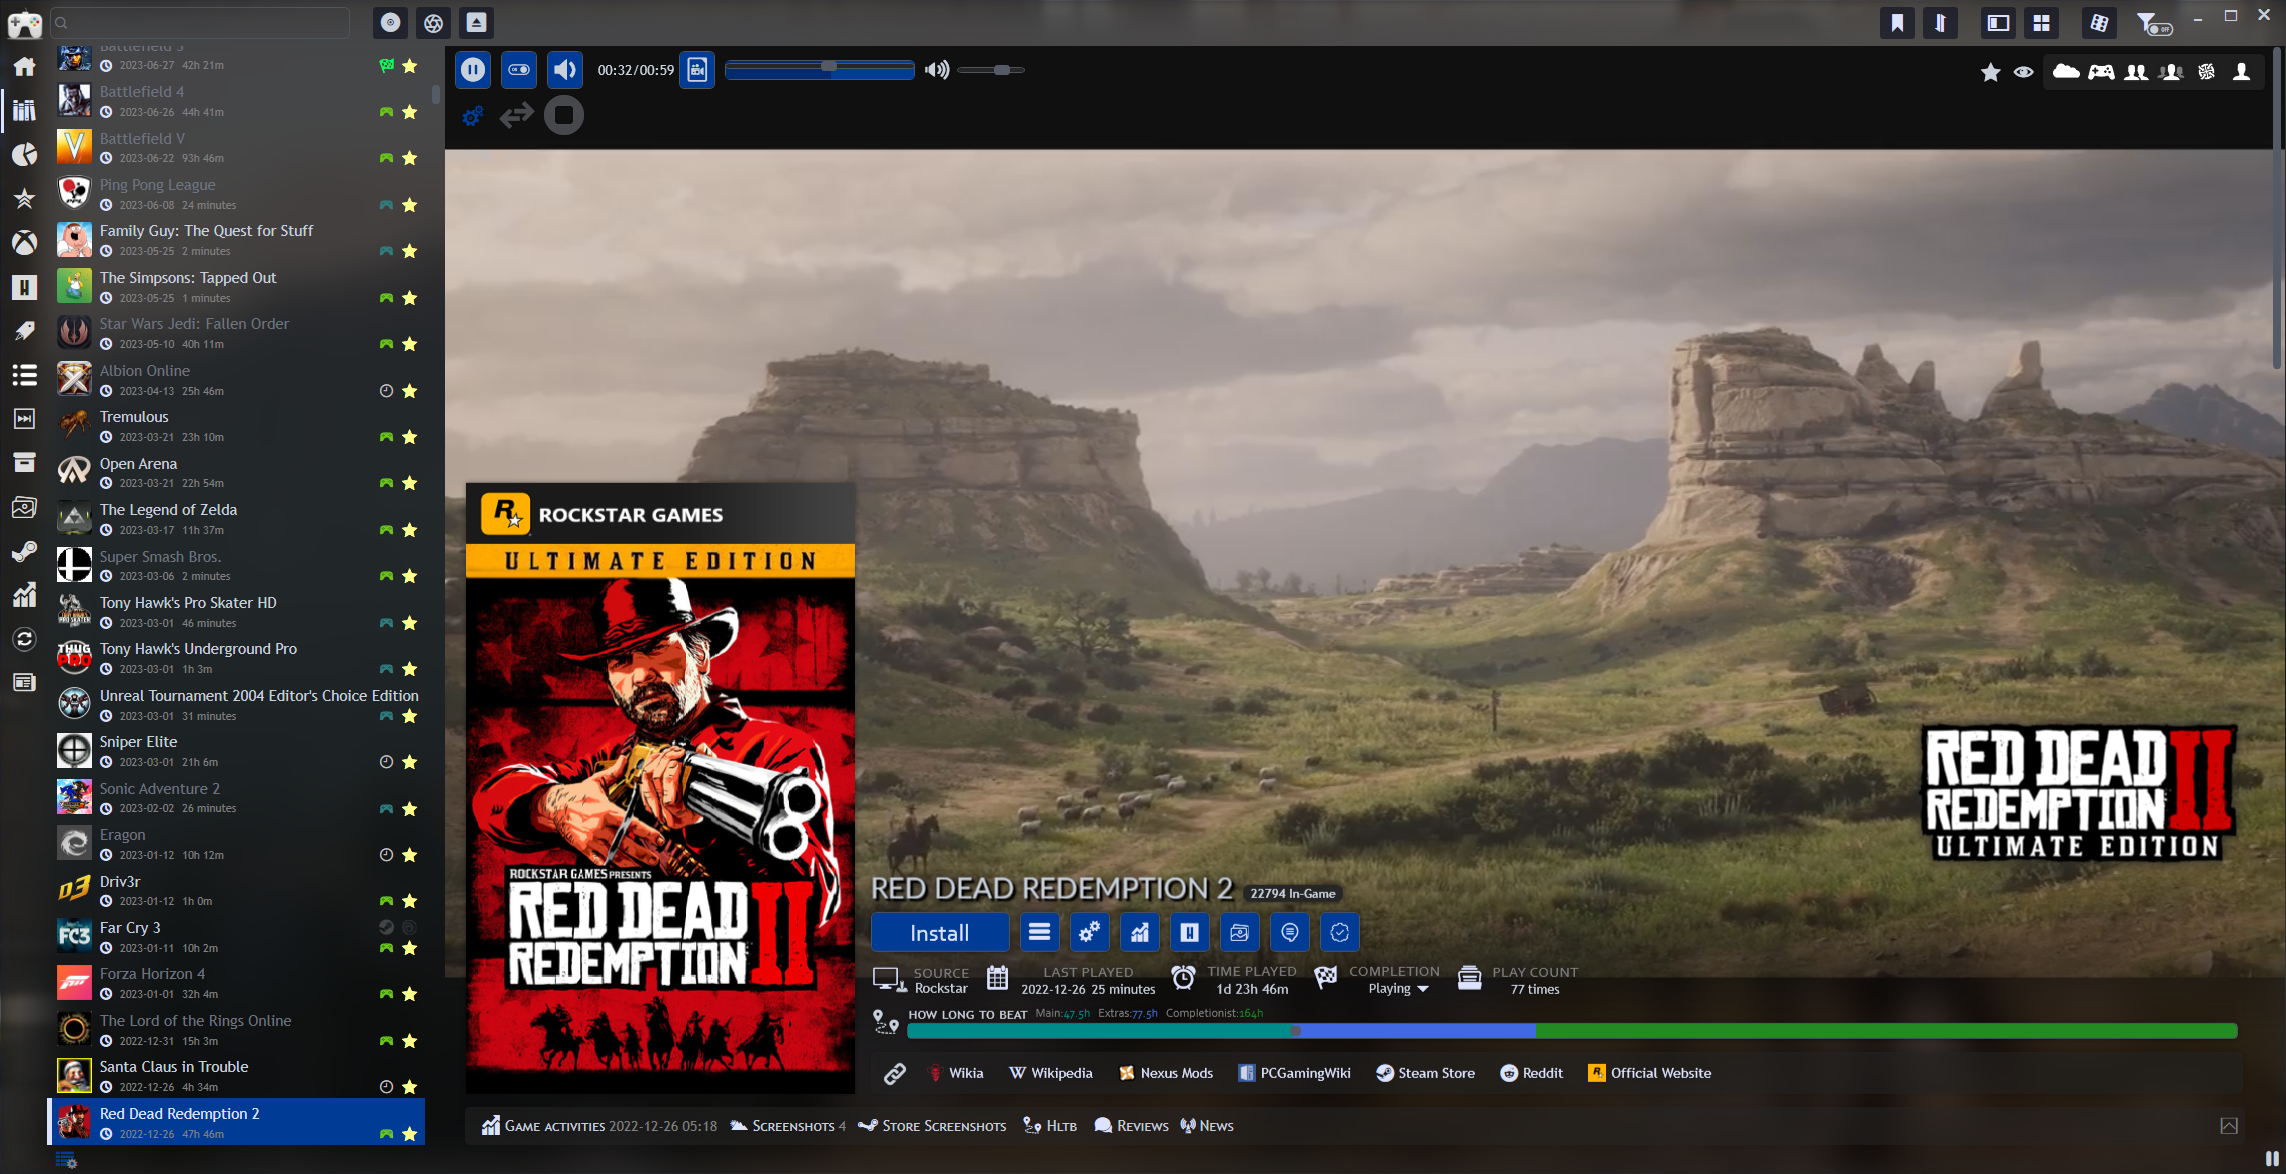 OFF
Battlefield 3
2023-06-27 42h 21m
Battlefield 4
2023-06-26 44h 41m
Battlefield V
2023-06-22 93h 46m
Ping Pong League
2023-06-08 24 minutes
Family Guy: The Quest for Stuff
2023-05-25 2 minutes
The Simpsons: Tapped Out
2023-05-25 1 minutes
Star Wars Jedi: Fallen Order
2023-05-10 40h 11m
Albion Online
2023-04-13 25h 46m
Tremulous
2023-03-21 23h 10m
Open Arena
2023-03-21 22h 54m
The Legend of Zelda
2023-03-17 11h 37m
Super Smash Bros.
2023-03-06 2 minutes
Tony Hawk's Pro Skater HD
2023-03-01 46 minutes
THUG PRO
Tony Hawk's Underground Pro
2023-03-01 1h 3m
Unreal Tournament 2004 Editor's Choice Edition
2023-03-01 31 minutes
Sniper Elite
2023-03-01 21h 6m
Sonic Adventure 2
2023-02-02 26 minutes
Eragon
2023-01-12 10h 12m
D3
Driv3r
2023-01-12 1h 0m
FC3
Far Cry 3
2023-01-11 10h 2m
Forza Horizon 4
2023-01-01 32h 4m
The Lord of the Rings Online
2022-12-31 15h 3m
Santa Claus in Trouble
2022-12-26 4h 34m
Red Dead Redemption 2
2022-12-26 47h 46m
00:32/00:59
R ROCKSTAR GAMES
ULTIMATE EDITION
ROCKSTAR GAMES PRESENTS
RED DEAD
REDEMPTION II
RED DEAD
REDEMPTION II
ULTIMATE EDITION
RED DEAD REDEMPTION 2 22794 In-Game
Install
SOURCE
Rockstar
LAST PLAYED
2022-12-26 25 minutes
TIME PLAYED
1d 23h 46m
COMPLETION
Playing
PLAY COUNT
77 times
HOW LONG TO BEAT Main:47.5h Extras:77.5h Completionist:164h
Wikia Wikipedia Nexus Mods PCGamingWiki Steam Store Reddit Official Website
GAME ACTIVITIES 2022-12-26 05:18 SCREENSHOTS 4 STORE SCREENSHOTS HLTB REVIEWS NEWS